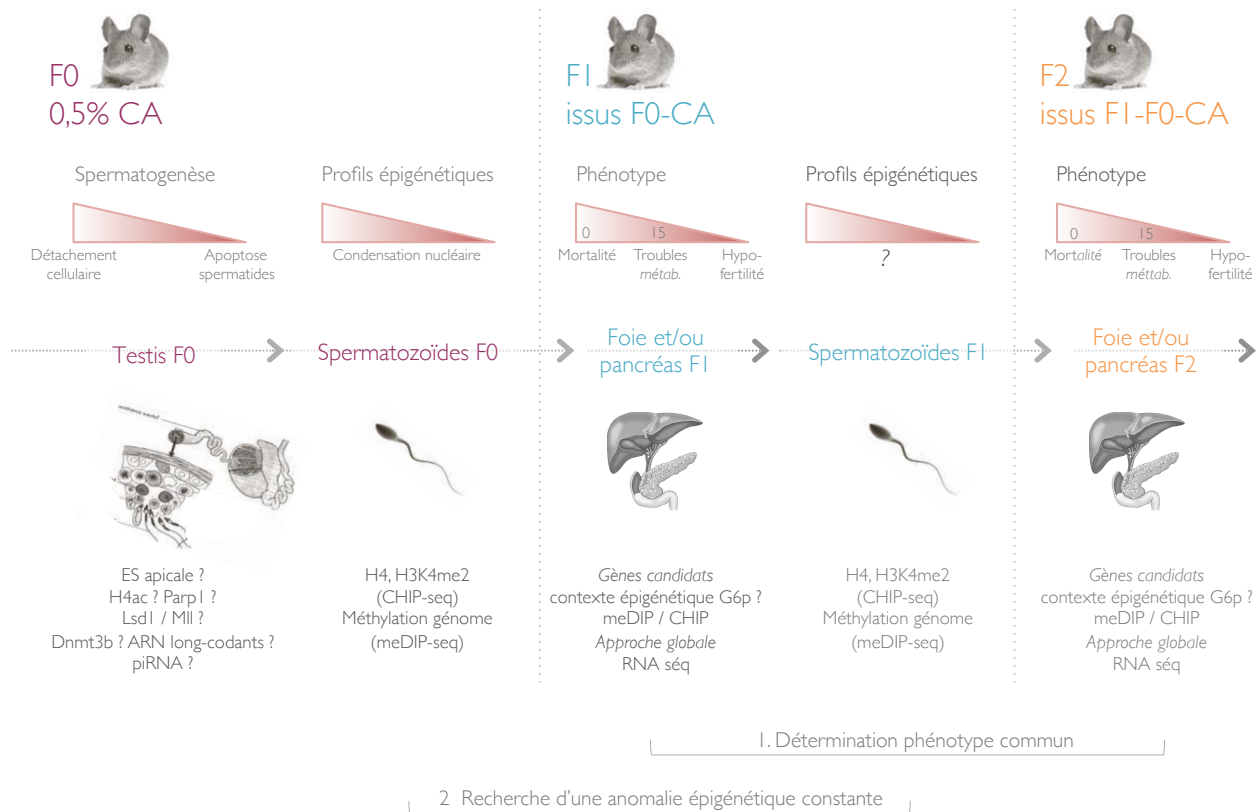 F0
0,5% CA
F1
issus F0-CA
F2
issus F1-F0-CA
Spermatogenèse
Profils épigénétiques
Phénotype
Profils épigénétiques
Phénotype
0
15
0
15
Détachement
cellulaire
Apoptose
spermatides
Condensation nucléaire
Mortalité
Troubles
métab.
Hypo-
fertilité
?
Mortalité
Troubles
méttab.
Hypo-
fertilité
Testis F0
Spermatozoïdes F0
Foie et/ou
pancréas F1
Spermatozoïdes F1
Foie et/ou
pancréas F2
ES apicale ?
H4ac ? Parp1 ?
Lsd1 / Mll ?
Dnmt3b ? ARN long-codants ?
piRNA ?
H4, H3K4me2
(CHIP-seq)
Méthylation génome
(meDIP-seq)
Gènes candidats
contexte épigénétique G6p ?
meDIP / CHIP
Approche globale
RNA séq
H4, H3K4me2
(CHIP-seq)
Méthylation génome
(meDIP-seq)
Gènes candidats
contexte épigénétique G6p ?
meDIP / CHIP
Approche globale
RNA séq
1. Détermination phénotype commun
2 Recherche d'une anomalie épigénétique constante